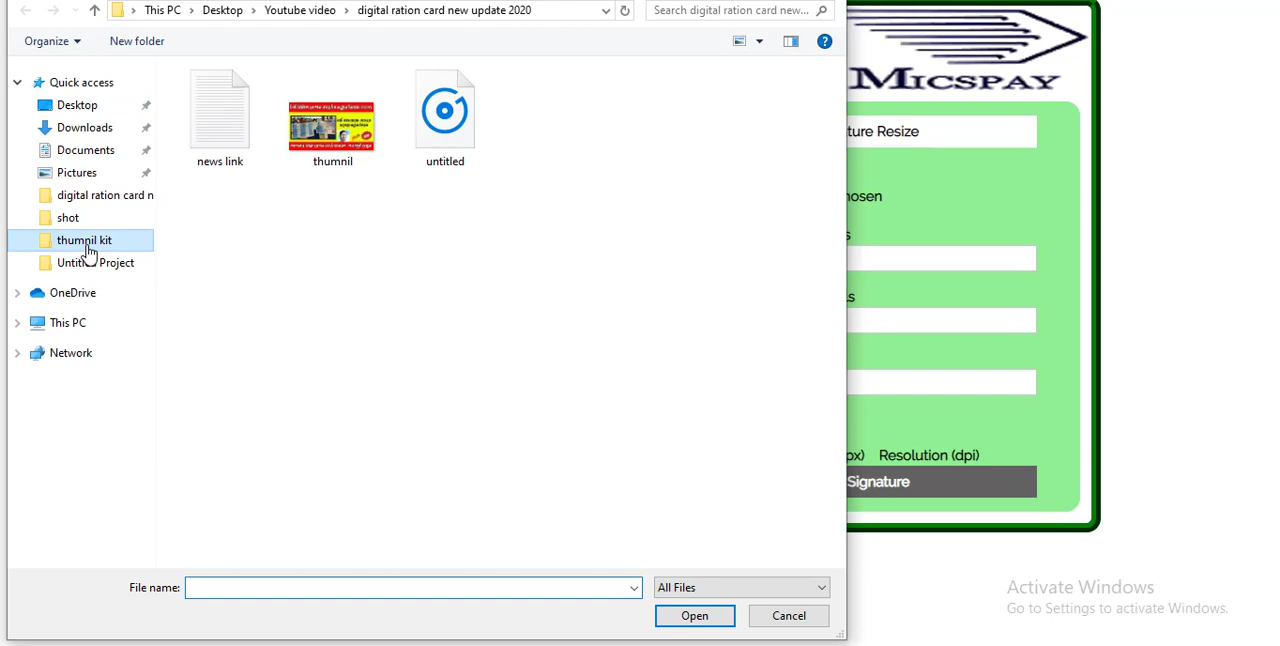 This PC > Desktop > Youtube video > digital ration card new update 2020
Search digital ration card new...
Organize
New folder
Quick access
Desktop
Downloads
Documents
Pictures
digital ration card n
shot
thumnil kit
Untitled Project
OneDrive
This PC
Network
news link
thumnil
untitled
File name:
All Files
Open
Cancel
MICSPAY
ture Resize
hosen
s
ls
px) Resolution (dpi)
Signature
Activate Windows
Go to Settings to activate Windows.